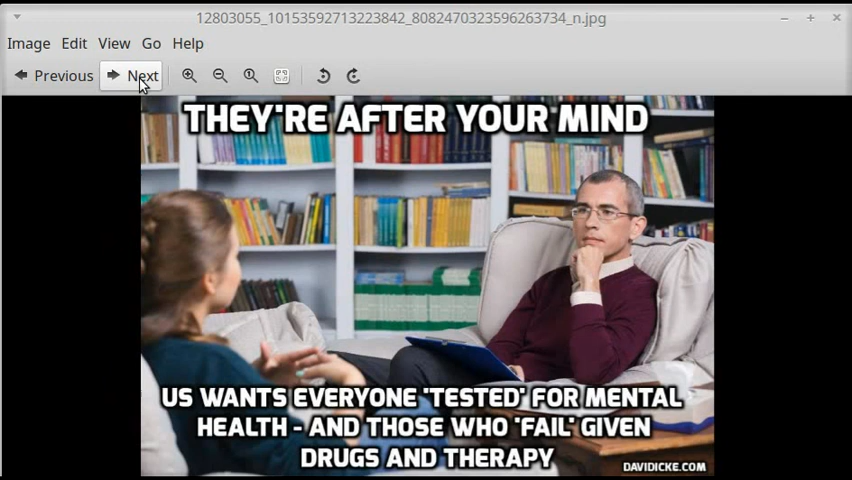 12803055_10153592713223842_8082470323596263734_n.jpg
Image Edit View Go Help
Previous Next
THEY'RE AFTER YOUR MIND
US WANTS EVERYONE 'TESTED' FOR MENTAL
HEALTH - AND THOSE WHO 'FAIL' GIVEN
DRUGS AND THERAPY
DAVIDICKE.COM